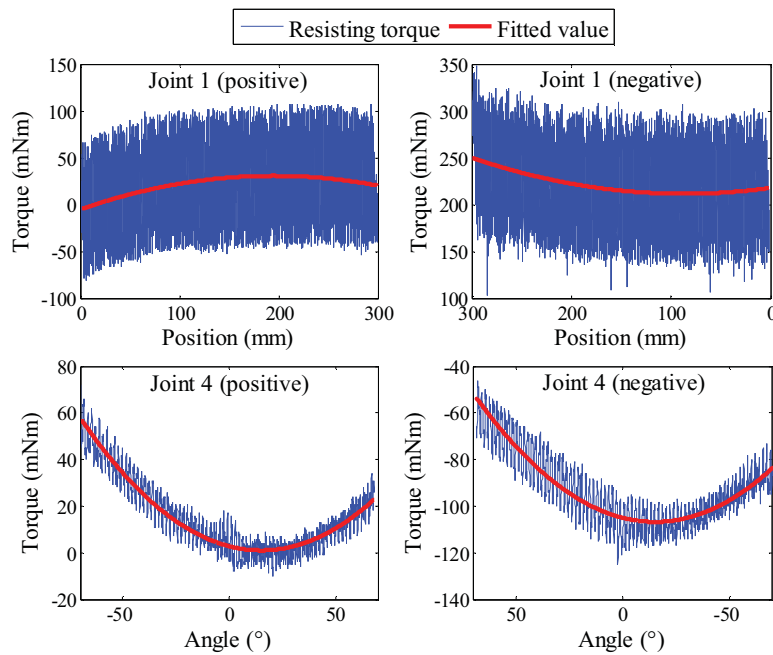 Resisting torque Fitted value
Joint 1 (positive)
Torque (mNm)
150
100
50
0
-50
-100
0 100 200 300
Position (mm)
Joint 1 (negative)
Torque (mNm)
350
300
250
200
150
100
300 200 100 0
Position (mm)
Joint 4 (positive)
Torque (mNm)
80
60
40
20
0
-20
-50 0 50
Angle (°)
Joint 4 (negative)
Torque (mNm)
-40
-60
-80
-100
-120
-140
50 0 -50
Angle (°)